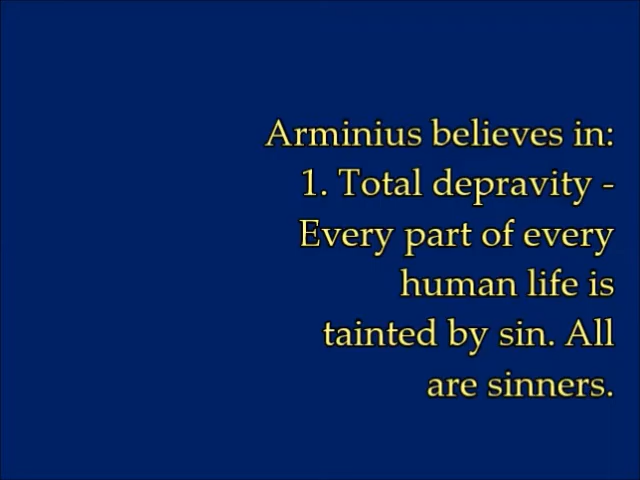 Arminius believes in:
1. Total depravity -
Every part of every
human life is
tainted by sin. All
are sinners.